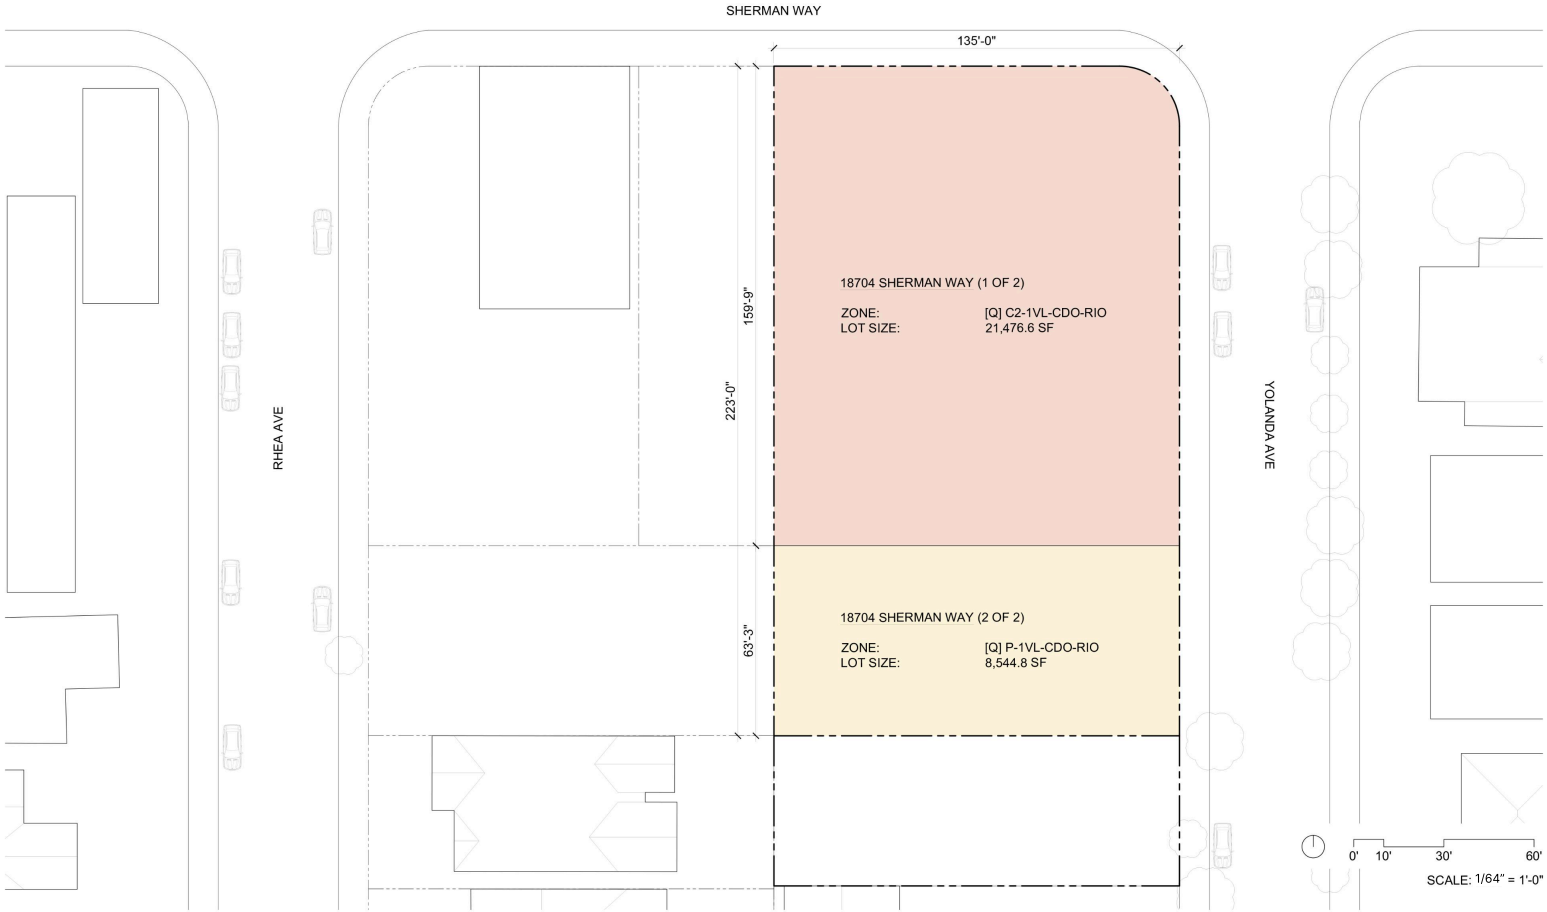 SHERMAN WAY
135'-0"
159'-9"
223'-0"
63'-3"
RHEA AVE
YOLANDA AVE
18704 SHERMAN WAY (1 OF 2)
ZONE: [Q] C2-1VL-CDO-RIO
LOT SIZE: 21,476.6 SF
18704 SHERMAN WAY (2 OF 2)
ZONE: [Q] P-1VL-CDO-RIO
LOT SIZE: 8,544.8 SF
0' 10' 30' 60'
SCALE: 1/64" = 1'-0"